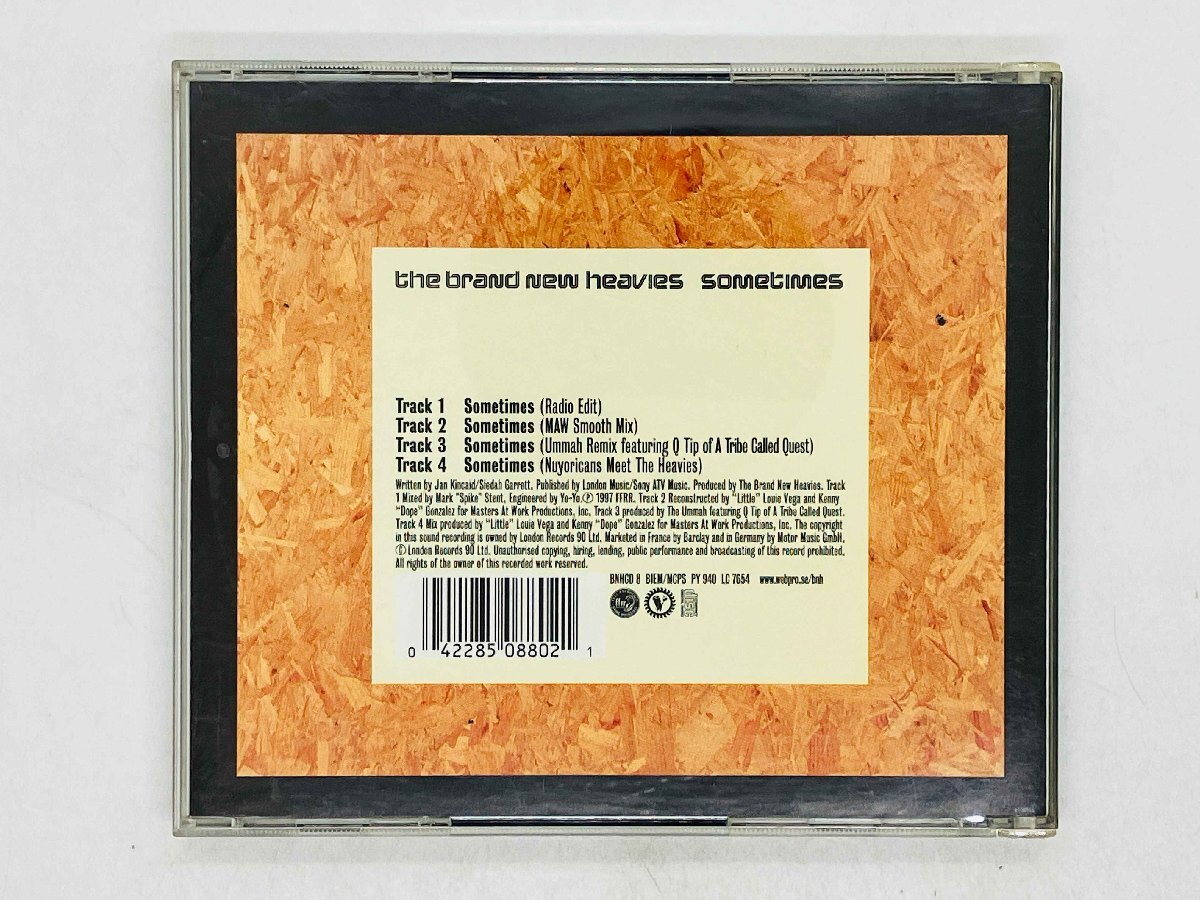 the brand new heavies sometimes
Track 1 Sometimes (Radio Edit)
Track 2 Sometimes (MAW Smooth Mix)
Track 3 Sometimes (Ummah Remix featuring Q Tip of A Tribe Called Quest)
Track 4 Sometimes (Nuyoricans Meet The Heavies)
Written by Jan Kincaid/Siedah Garrett. Published by London Music/Sony ATV Music. Produced by The Brand New Heavies. Track
1 Mixed by Mark "Spike" Stent, Engineered by Yo-Yo. Ⓟ 1997 FFRR. Track 2 Reconstructed by "Little" Louie Vega and Kenny
"Dope" Gonzalez for Masters At Work Productions, Inc. Track 3 produced by The Ummah featuring Q Tip of A Tribe Called Quest.
Track 4 Mix produced by "Little" Louie Vega and Kenny "Dope" Gonzalez for Masters At Work Productions, Inc. The copyright
in this sound recording is owned by London Records 90 Ltd. Marketed in France by Barclay and in Germany by Motor Music GmbH.
Ⓒ London Records 90 Ltd. Unauthorised copying, hiring, lending, public performance and broadcasting of this record prohibited.
All rights of the owner of this recorded work reserved.
BNHCD 8 BIEM/MCPS PY 940 LC 7654 www.webpro.se/bnh
0 42285 08802 1